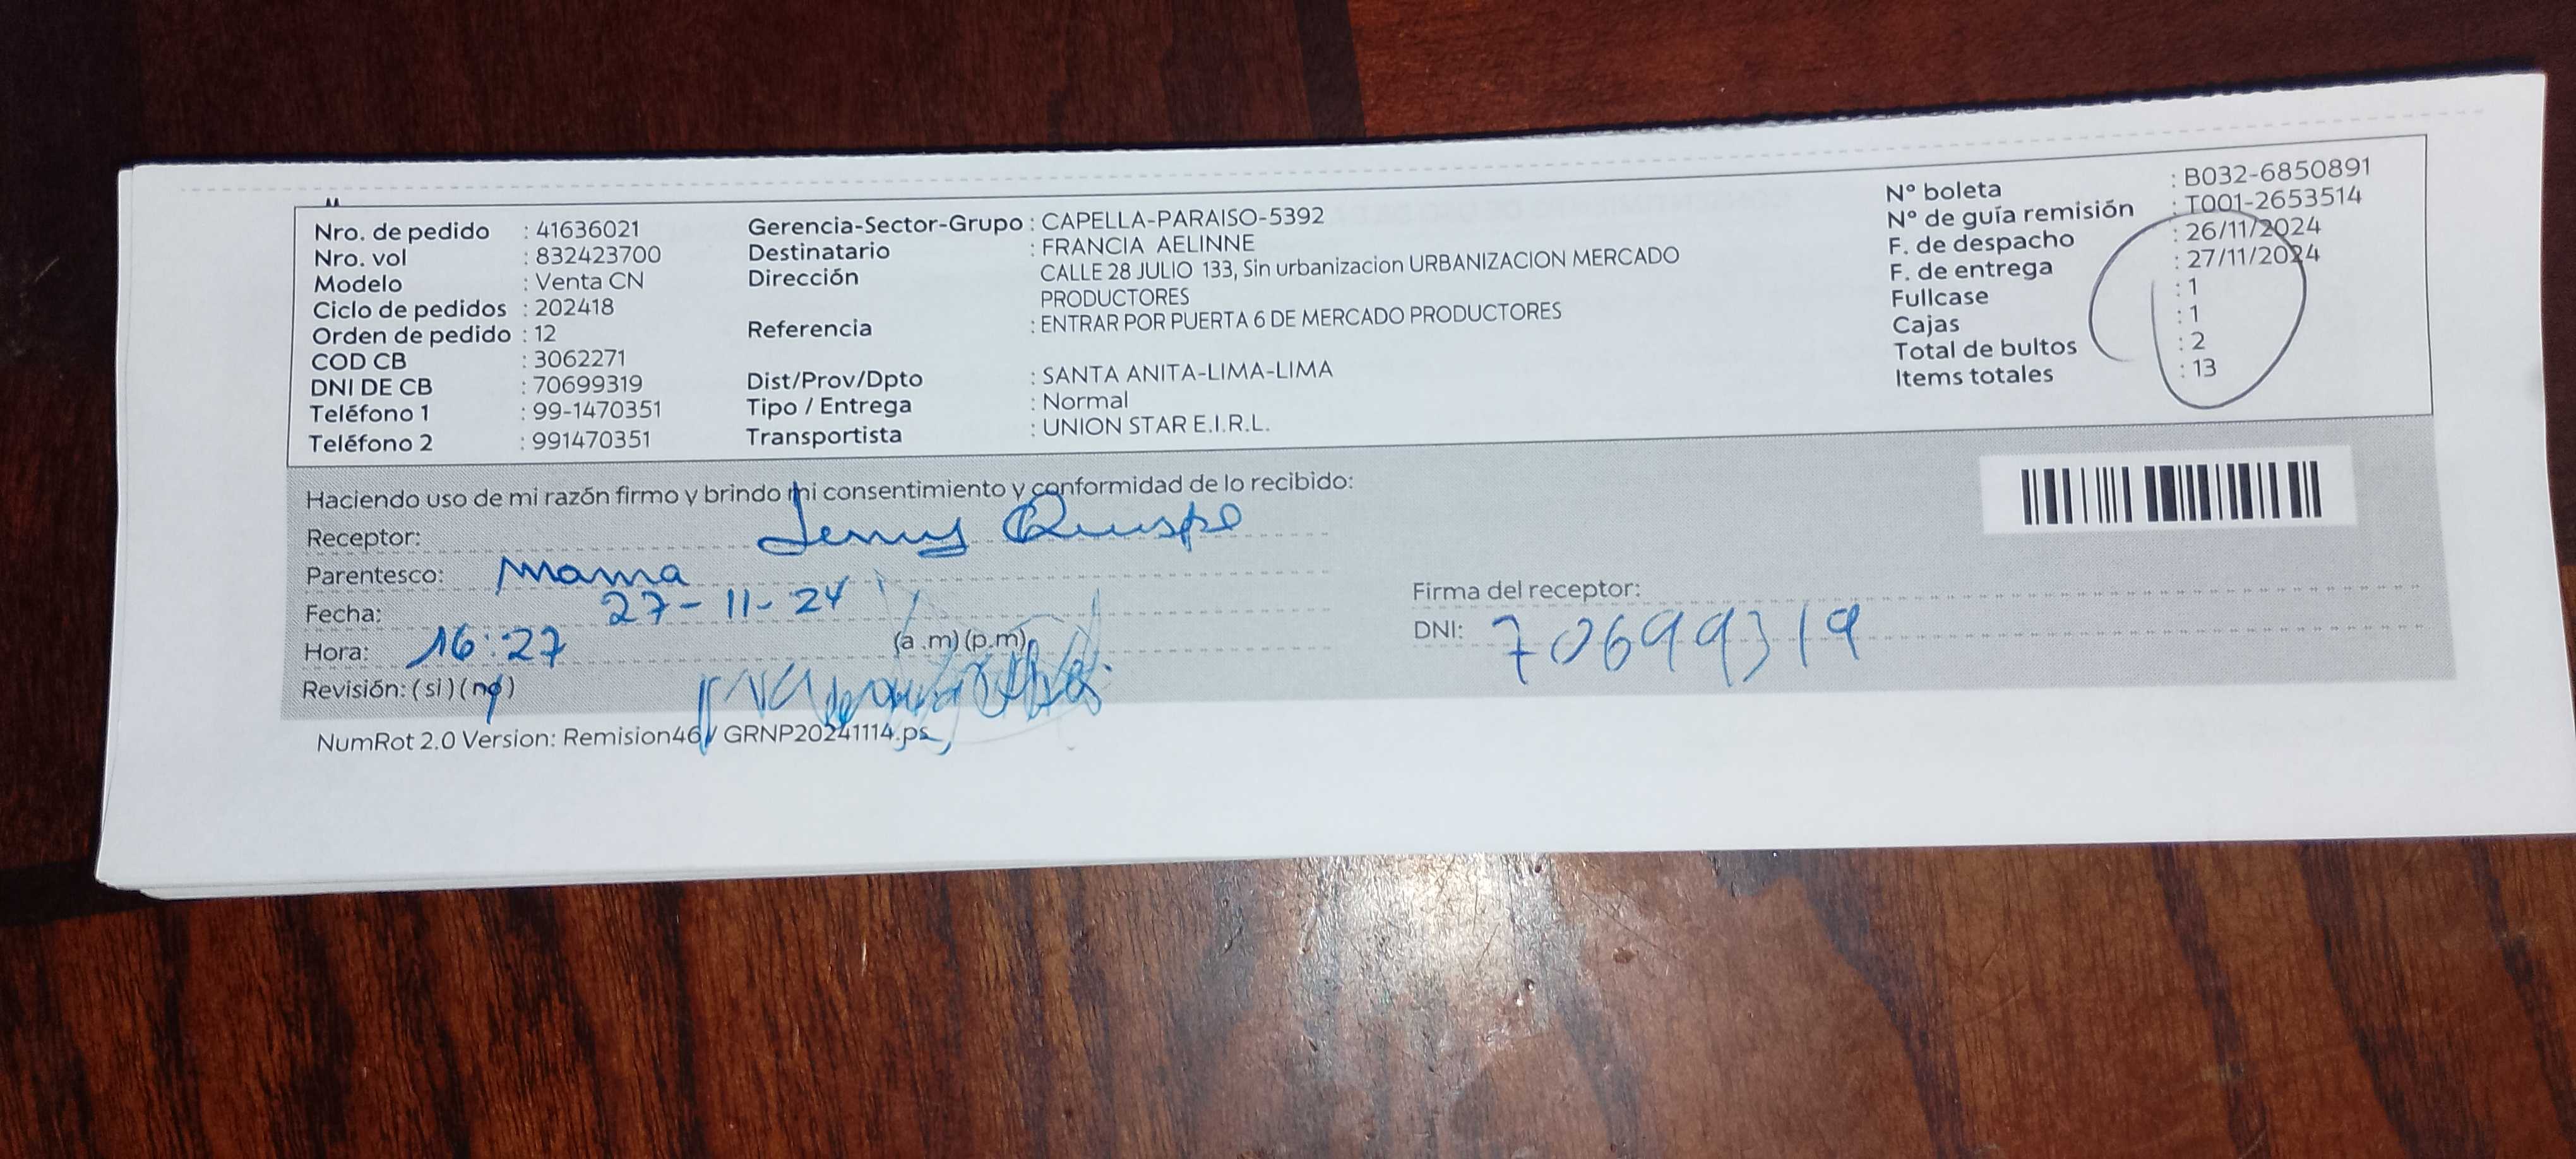 Nro. de pedido : 41636021
Nro. vol : 832423700
Modelo : Venta CN
Ciclo de pedidos : 202418
Orden de pedido : 12
COD CB : 3062271
DNI DE CB : 70699319
Teléfono 1 : 99-1470351
Teléfono 2 : 991470351
Gerencia-Sector-Grupo : CAPELLA-PARAISO-5392
Destinatario : FRANCIA AELINNE
Dirección CALLE 28 JULIO 133, Sin urbanizacion URBANIZACION MERCADO
PRODUCTORES
Referencia : ENTRAR POR PUERTA 6 DE MERCADO PRODUCTORES
Dist/Prov/Dpto : SANTA ANITA-LIMA-LIMA
Tipo / Entrega : Normal
Transportista : UNION STAR E.I.R.L.
Nº boleta : B032-6850891
Nº de guía remisión : T001-2653514
F. de despacho : 26/11/2024
F. de entrega : 27/11/2024
Fullcase : 1
Cajas : 1
Total de bultos : 2
Items totales : 13
Haciendo uso de mi razón firmo y brindo mi consentimiento y conformidad de lo recibido:
Receptor: Jenny Quispe
Parentesco: Mama
Fecha: 27-11-24
Hora: 16:27 (a.m) (p.m)
Revisión: (si) (no)
Firma del receptor:
DNI: 70699319
NumRot 2.0 Version: Remision46 / GRNP20241114.ps